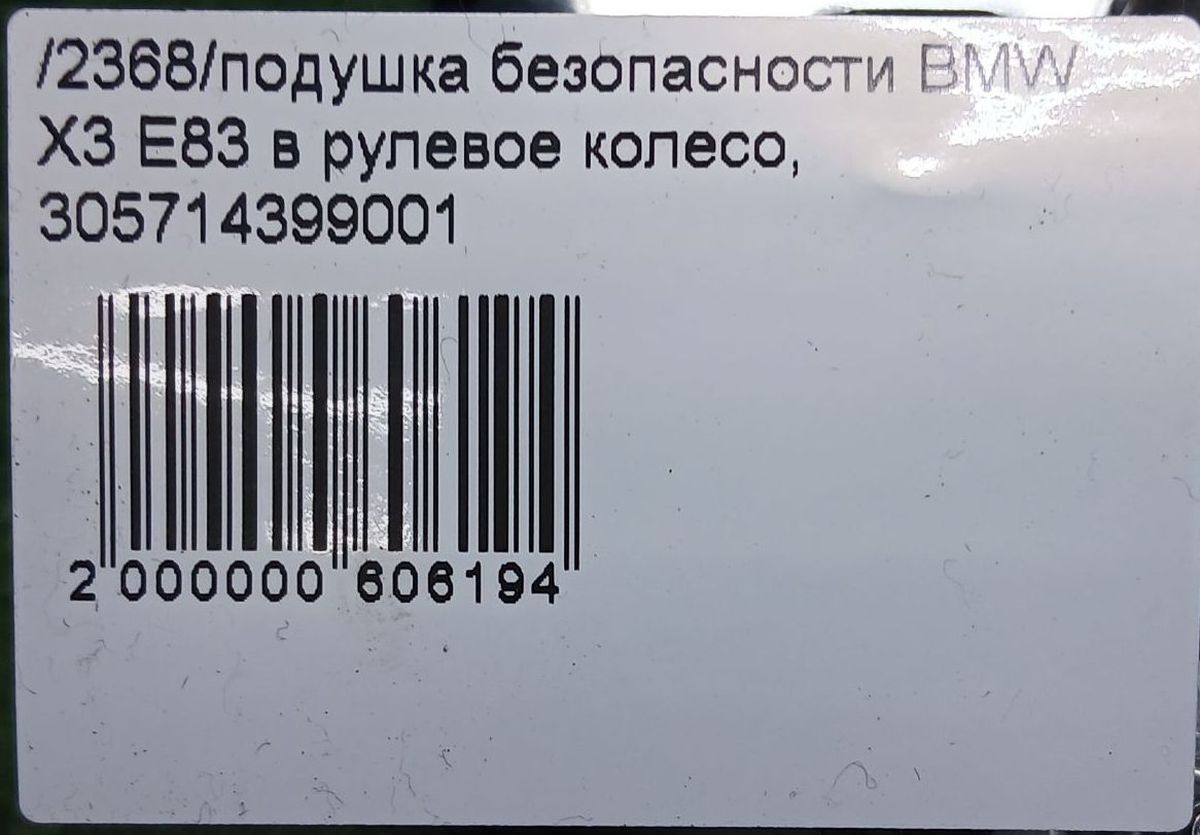 /2368/подушка безопасности BMW
X3 E83 в рулевое колесо,
305714399001
2 000000 606194